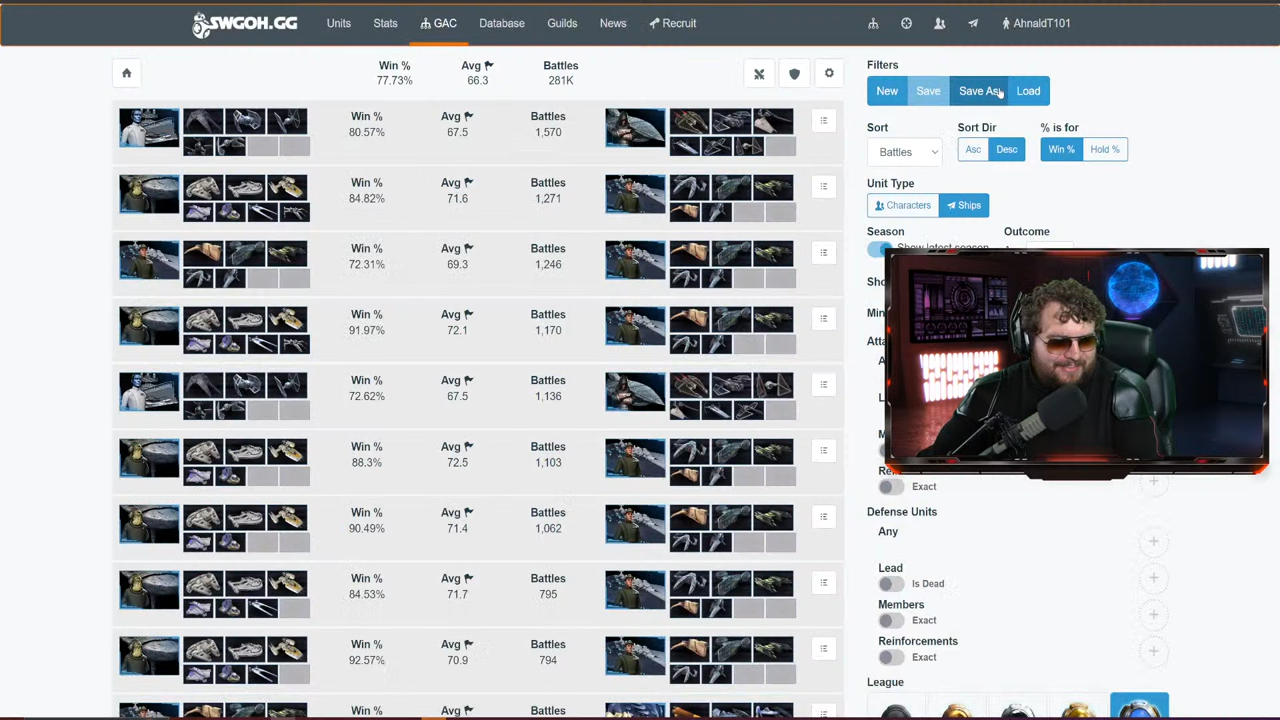 SWGOH.GG Units Stats GAC Database Guilds News Recruit AhnaldT101
Win % Avg Battles
77.73% 66.3 281K
Filters
New Save Save As Load
Sort Sort Dir % is for
Battles Asc Desc Win % Hold %
Unit Type
Characters Ships
Season Outcome
Show latest season
Win % Avg Battles
80.57% 67.5 1,570
Win % Avg Battles
84.82% 71.6 1,271
Win % Avg Battles
72.31% 69.3 1,246
Win % Avg Battles
91.97% 72.1 1,170
Win % Avg Battles
72.62% 67.5 1,136
Win % Avg Battles
88.3% 72.5 1,103
Win % Avg Battles
90.49% 71.4 1,062
Win % Avg Battles
84.53% 71.7 795
Win % Avg Battles
92.57% 70.9 794
Exact
Defense Units
Any
Lead
Is Dead
Members
Exact
Reinforcements
Exact
League